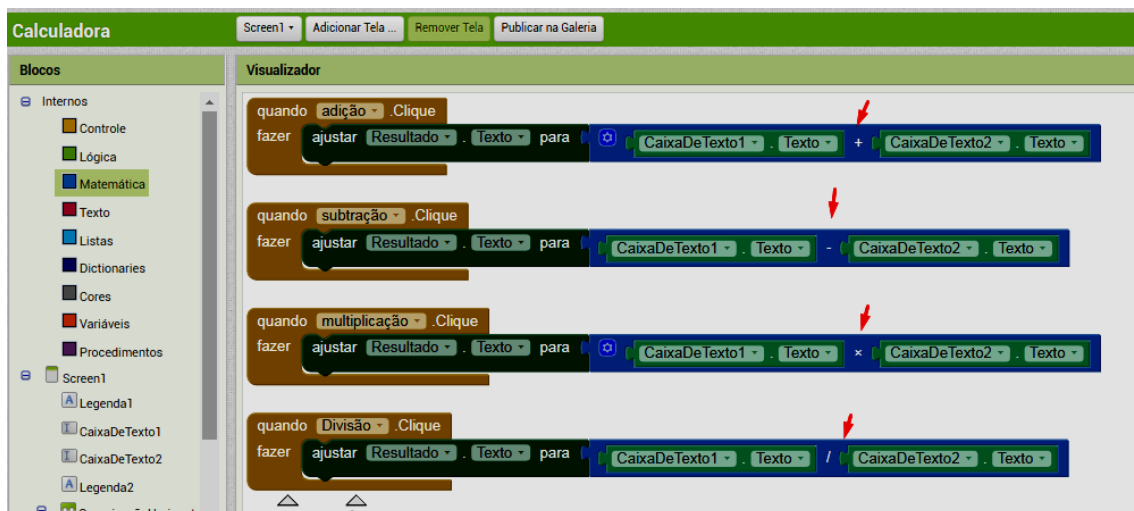 Calculadora
Screen1 Adicionar Tela ... Remover Tela Publicar na Galeria
Blocos
Visualizador
Internos
Controle
Lógica
Matemática
Texto
Listas
Dictionaries
Cores
Variáveis
Procedimentos
Screen1
Legenda1
CaixaDeTexto1
CaixaDeTexto2
Legenda2
quando adição .Clique
fazer ajustar Resultado . Texto para CaixaDeTexto1 . Texto + CaixaDeTexto2 . Texto
quando subtração .Clique
fazer ajustar Resultado . Texto para CaixaDeTexto1 . Texto - CaixaDeTexto2 . Texto
quando multiplicação .Clique
fazer ajustar Resultado . Texto para CaixaDeTexto1 . Texto × CaixaDeTexto2 . Texto
quando Divisão .Clique
fazer ajustar Resultado . Texto para CaixaDeTexto1 . Texto / CaixaDeTexto2 . Texto